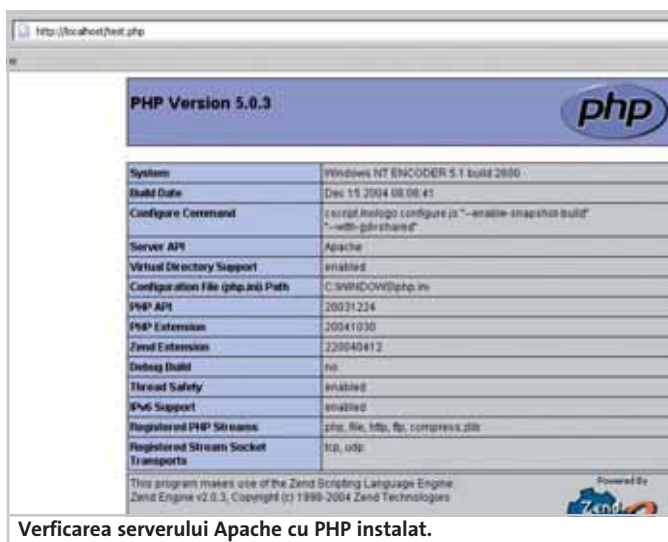 http://localhost/test.php
PHP Version 5.0.3
php
System Windows NT ENCODER 5.1 build 2600
Build Date Dec 15 2004 08:08:41
Configure Command cscript /nologo configure.js "--enable-snapshot-build"
"--with-gd=shared"
Server API Apache
Virtual Directory Support enabled
Configuration File (php.ini) Path C:\WINDOWS\php.ini
PHP API 20031224
PHP Extension 20041030
Zend Extension 220040412
Debug Build no
Thread Safety enabled
IPv6 Support enabled
Registered PHP Streams php, file, http, ftp, compress.zlib
Registered Stream Socket
Transports tcp, udp
This program makes use of the Zend Scripting Language Engine:
Zend Engine v2.0.3, Copyright (c) 1998-2004 Zend Technologies
Powered By
Zend
Verficarea serverului Apache cu PHP instalat.